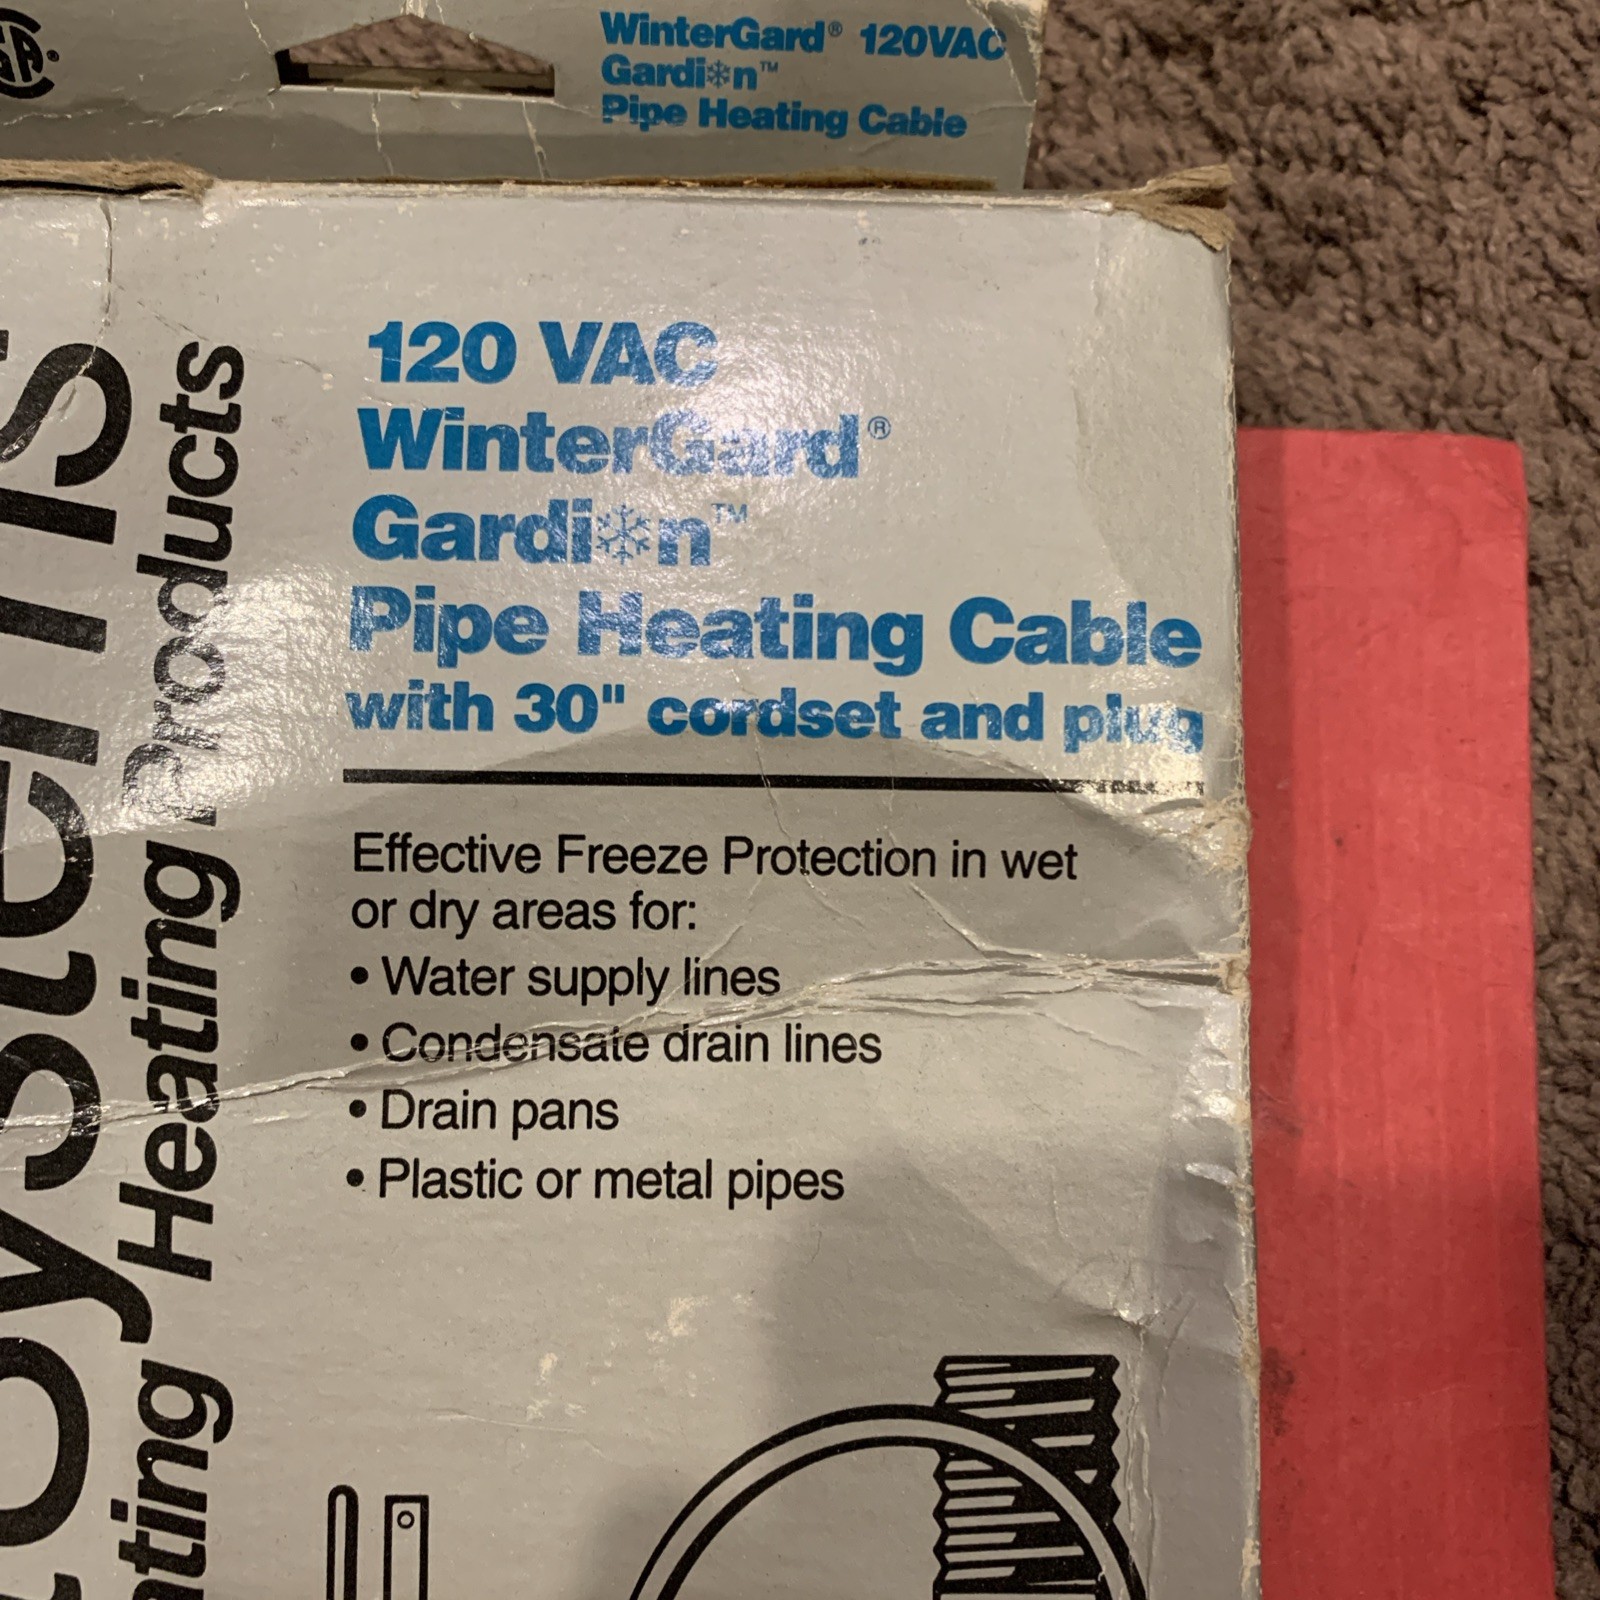 WinterGard® 120VAC
Gardi❄n™
Pipe Heating Cable
120 VAC
WinterGard®
Gardi❄n™
Pipe Heating Cable
with 30" cordset and plug
Effective Freeze Protection in wet
or dry areas for:
• Water supply lines
• Condensate drain lines
• Drain pans
• Plastic or metal pipes
Heating Products